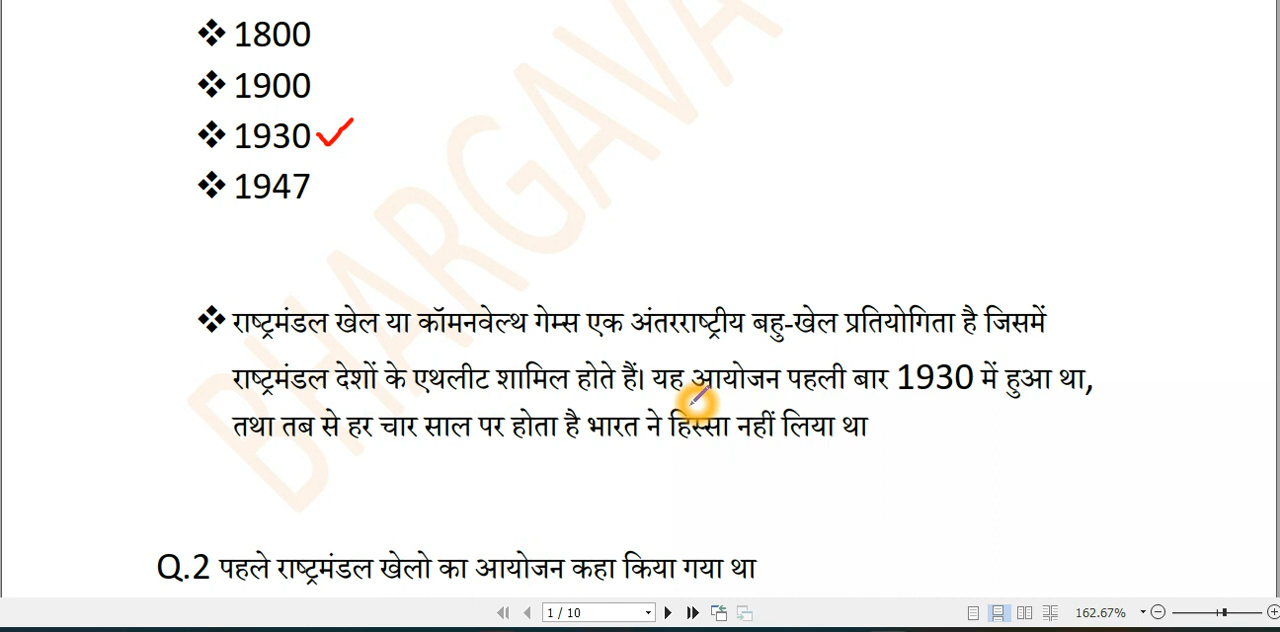 ❖ 1800
❖ 1900
❖ 1930
❖ 1947
BHARGAVA
❖ राष्ट्रमंडल खेल या कॉमनवेल्थ गेम्स एक अंतरराष्ट्रीय बहु-खेल प्रतियोगिता है जिसमें
राष्ट्रमंडल देशों के एथलीट शामिल होते हैं। यह आयोजन पहली बार 1930 में हुआ था,
तथा तब से हर चार साल पर होता है भारत ने हिस्सा नहीं लिया था
Q.2 पहले राष्ट्रमंडल खेलो का आयोजन कहा किया गया था
1 / 10
162.67%